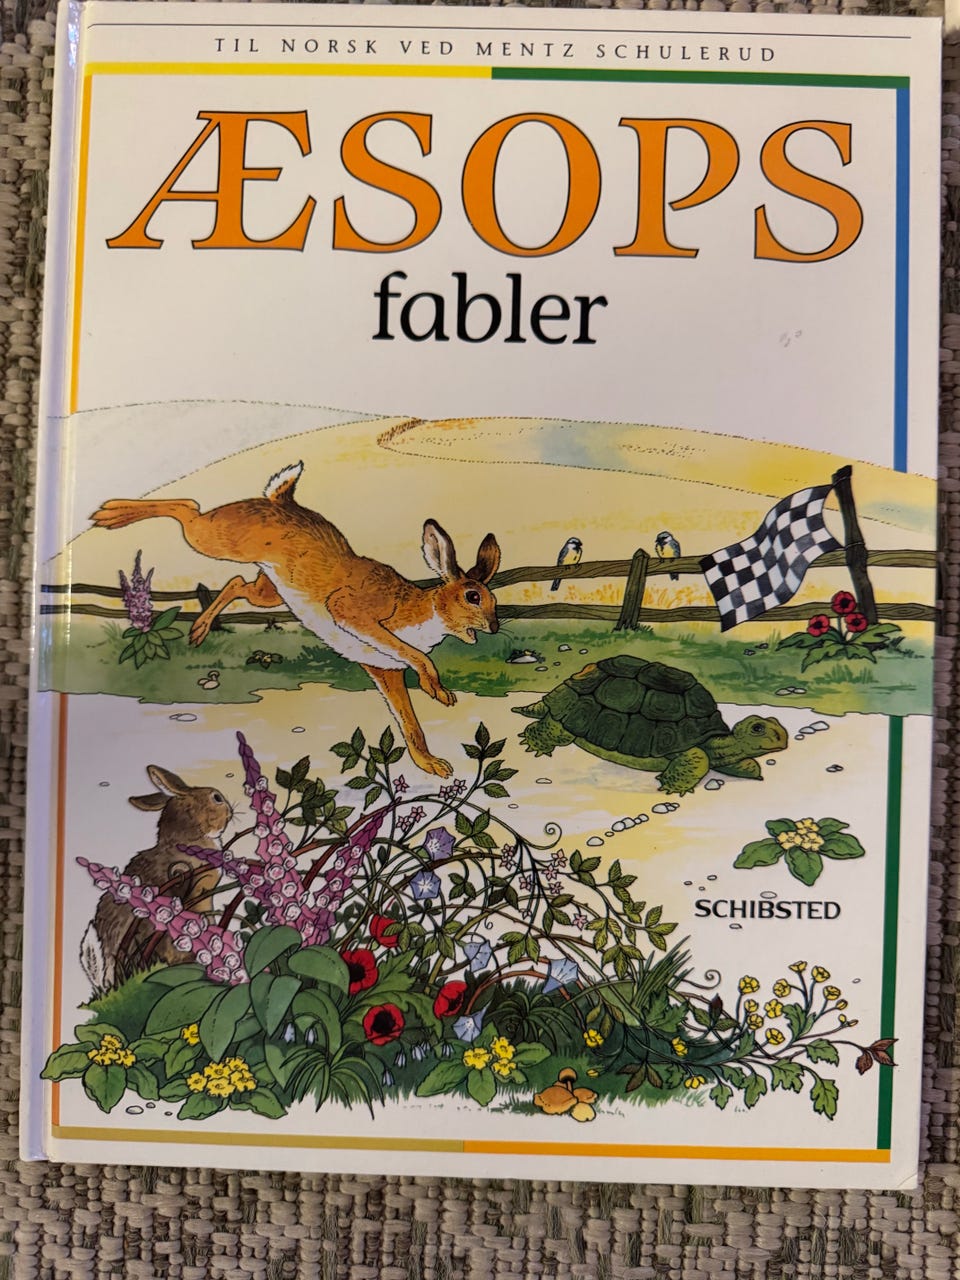 TIL NORSK VED MENTZ SCHULERUD
ÆSOPS
fabler
SCHIBSTED